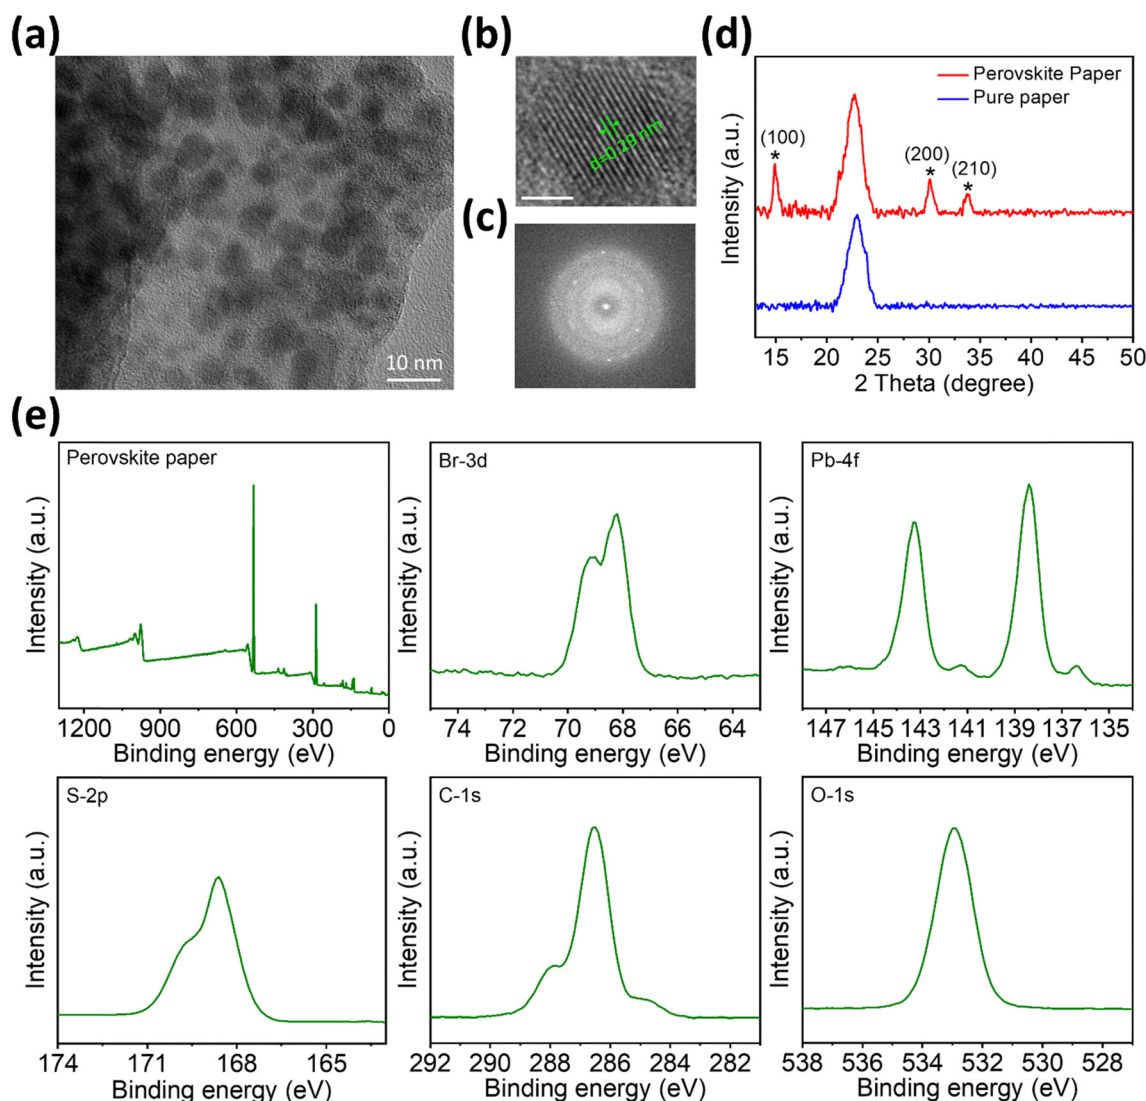 (a)
10 nm
(b)
d=0.29 nm
(c)
(d)
Perovskite Paper
Pure paper
(100)
*
(200)
*
(210)
*
Intensity (a.u.)
15 20 25 30 35 40 45 50
2 Theta (degree)
(e)
Perovskite paper
Intensity (a.u.)
1200 900 600 300 0
Binding energy (eV)
Br-3d
Intensity (a.u.)
74 72 70 68 66 64
Binding energy (eV)
Pb-4f
Intensity (a.u.)
147 145 143 141 139 137 135
Binding energy (eV)
S-2p
Intensity (a.u.)
174 171 168 165
Binding energy (eV)
C-1s
Intensity (a.u.)
292 290 288 286 284 282
Binding energy (eV)
O-1s
Intensity (a.u.)
538 536 534 532 530 528
Binding energy (eV)